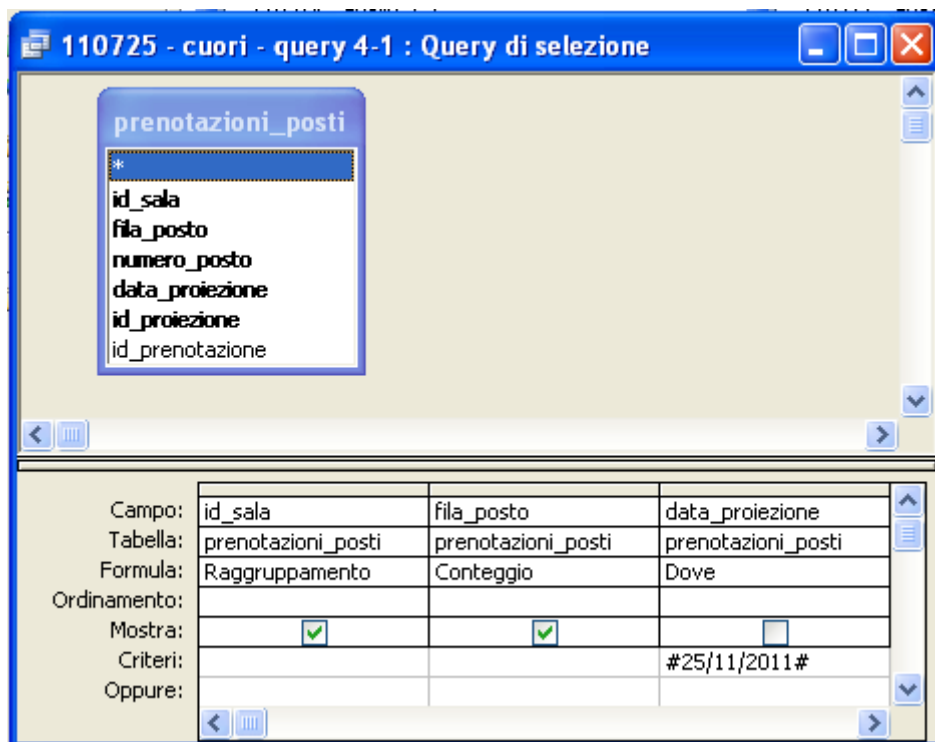 110725 - cuori - query 4-1 : Query di selezione
prenotazioni_posti
*
id_sala
fila_posto
numero_posto
data_proiezione
id_proiezione
id_prenotazione
Campo: id_sala fila_posto data_proiezione
Tabella: prenotazioni_posti prenotazioni_posti prenotazioni_posti
Formula: Raggruppamento Conteggio Dove
Ordinamento:
Mostra:
Criteri: #25/11/2011#
Oppure: